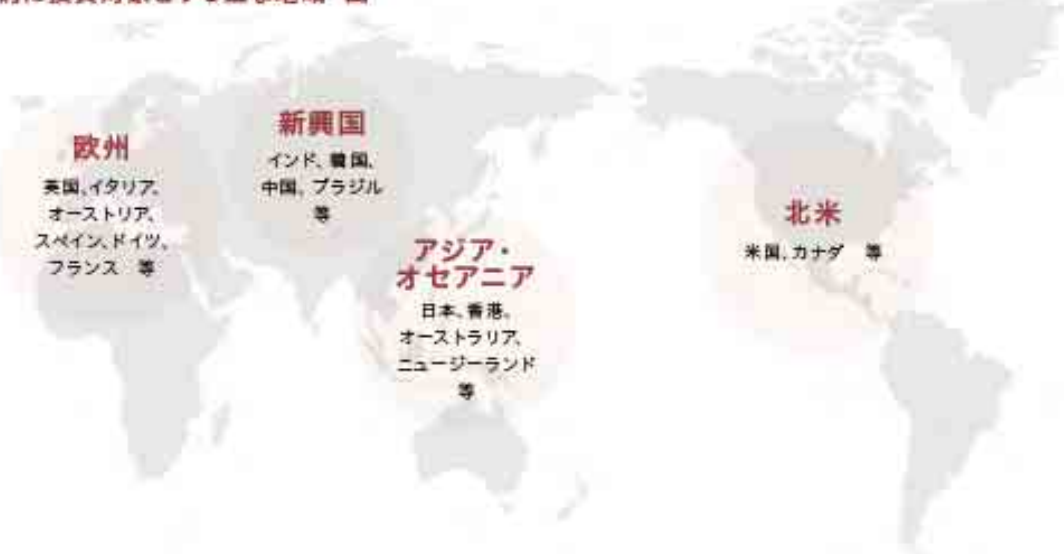 欧州
英国、イタリア、
オーストリア、
スペイン、ドイツ、
フランス 等
新興国
インド、韓国、
中国、ブラジル
等
アジア・
オセアニア
日本、香港、
オーストラリア、
ニュージーランド
等
北米
米国、カナダ 等